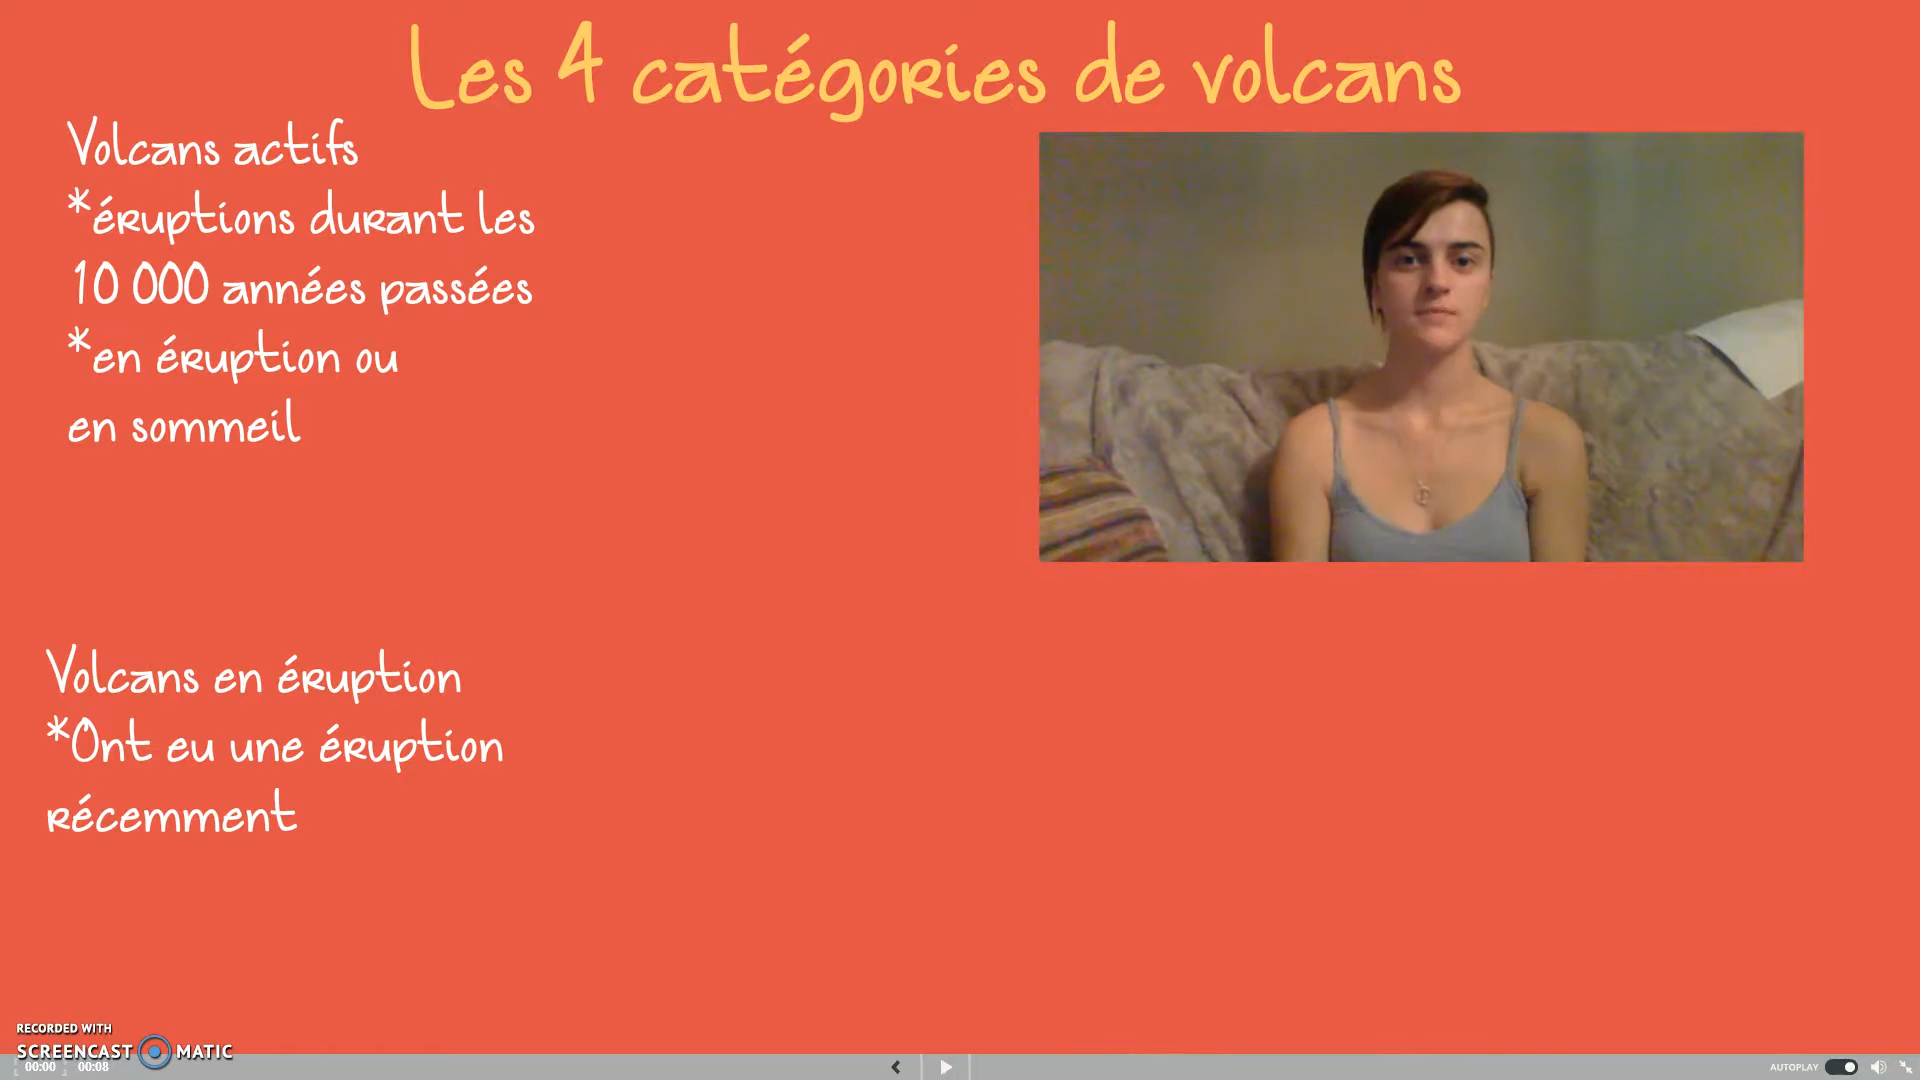 Les 4 catégories de volcans
Volcans actifs
*éruptions durant les
10 000 années passées
*en éruption ou
en sommeil
Volcans en éruption
*Ont eu une éruption
récemment
RECORDED WITH
SCREENCAST MATIC
00:00 00:08
AUTOPLAY